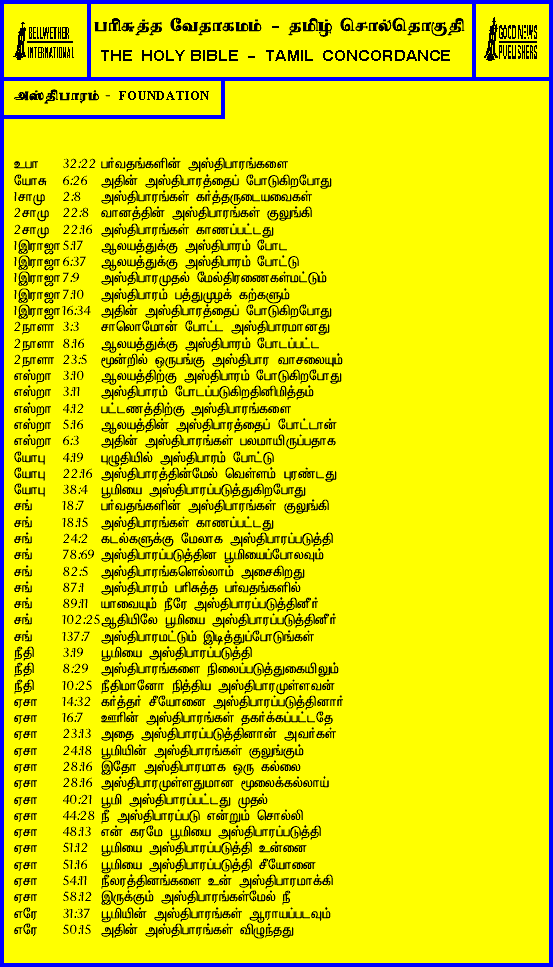 BELLWETHER
INTERNATIONAL
பரிசுத்த வேதாகமம் - தமிழ் சொல்தொகுதி
THE HOLY BIBLE - TAMIL CONCORDANCE
GOOD NEWS
PUBLISHERS
அஸ்திபாரம் - FOUNDATION
உபா 32:22 பர்வதங்களின் அஸ்திபாரங்களை
யோசு 6:26 அதின் அஸ்திபாரத்தைப் போடுகிறபோது
1சாமு 2:8 அஸ்திபாரங்கள் கர்த்தருடையவைகள்
2சாமு 22:8 வானத்தின் அஸ்திபாரங்கள் குலுங்கி
2சாமு 22:16 அஸ்திபாரங்கள் காணப்பட்டது
1இராஜா 5:17 ஆலயத்துக்கு அஸ்திபாரம் போட
1இராஜா 6:37 ஆலயத்துக்கு அஸ்திபாரம் போட்டு
1இராஜா 7:9 அஸ்திபாரமுதல் மேல்திரணைகள்மட்டும்
1இராஜா 7:10 அஸ்திபாரம் பத்துமுழக் கற்களும்
1இராஜா 16:34 அதின் அஸ்திபாரத்தைப் போடுகிறபோது
2நாளா 3:3 சாலொமோன் போட்ட அஸ்திபாரமானது
2நாளா 8:16 ஆலயத்துக்கு அஸ்திபாரம் போடப்பட்ட
2நாளா 23:5 மூன்றில் ஒருபங்கு அஸ்திபார வாசலையும்
எஸ்றா 3:10 ஆலயத்திற்கு அஸ்திபாரம் போடுகிறபோது
எஸ்றா 3:11 அஸ்திபாரம் போடப்படுகிறதினிமித்தம்
எஸ்றா 4:12 பட்டணத்திற்கு அஸ்திபாரங்களை
எஸ்றா 5:16 ஆலயத்தின் அஸ்திபாரத்தைப் போட்டான்
எஸ்றா 6:3 அதின் அஸ்திபாரங்கள் பலமாயிருப்பதாக
யோபு 4:19 புழுதியில் அஸ்திபாரம் போட்டு
யோபு 22:16 அஸ்திபாரத்தின்மேல் வெள்ளம் புரண்டது
யோபு 38:4 பூமியை அஸ்திபாரப்படுத்துகிறபோது
சங் 18:7 பர்வதங்களின் அஸ்திபாரங்கள் குலுங்கி
சங் 18:15 அஸ்திபாரங்கள் காணப்பட்டது
சங் 24:2 கடல்களுக்கு மேலாக அஸ்திபாரப்படுத்தி
சங் 78:69 அஸ்திபாரப்படுத்தின பூமியைப்போலவும்
சங் 82:5 அஸ்திபாரங்களெல்லாம் அசைகிறது
சங் 87:1 அஸ்திபாரம் பரிசுத்த பர்வதங்களில்
சங் 89:11 யாவையும் நீரே அஸ்திபாரப்படுத்தினீர்
சங் 102:25 ஆதியிலே பூமியை அஸ்திபாரப்படுத்தினீர்
சங் 137:7 அஸ்திபாரமட்டும் இடித்துப்போடுங்கள்
நீதி 3:19 பூமியை அஸ்திபாரப்படுத்தி
நீதி 8:29 அஸ்திபாரங்களை நிலைப்படுத்துகையிலும்
நீதி 10:25 நீதிமானோ நித்திய அஸ்திபாரமுள்ளவன்
ஏசா 14:32 கர்த்தர் சீயோனை அஸ்திபாரப்படுத்தினார்
ஏசா 16:7 ஊரின் அஸ்திபாரங்கள் தகர்க்கப்பட்டதே
ஏசா 23:13 அதை அஸ்திபாரப்படுத்தினான் அவர்கள்
ஏசா 24:18 பூமியின் அஸ்திபாரங்கள் குலுங்கும்
ஏசா 28:16 இதோ அஸ்திபாரமாக ஒரு கல்லை
ஏசா 28:16 அஸ்திபாரமுள்ளதுமான மூலைக்கல்லாய்
ஏசா 40:21 பூமி அஸ்திபாரப்பட்டது முதல்
ஏசா 44:28 நீ அஸ்திபாரப்படு என்றும் சொல்லி
ஏசா 48:13 என் கரமே பூமியை அஸ்திபாரப்படுத்தி
ஏசா 51:12 பூமியை அஸ்திபாரப்படுத்தி உன்னை
ஏசா 51:16 பூமியை அஸ்திபாரப்படுத்தி சீயோனை
ஏசா 54:11 நீலரத்தினங்களை உன் அஸ்திபாரமாக்கி
ஏசா 58:12 இருக்கும் அஸ்திபாரங்கள்மேல் நீ
எரே 31:37 பூமியின் அஸ்திபாரங்கள் ஆராயப்படவும்
எரே 50:15 அதின் அஸ்திபாரங்கள் விழுந்தது